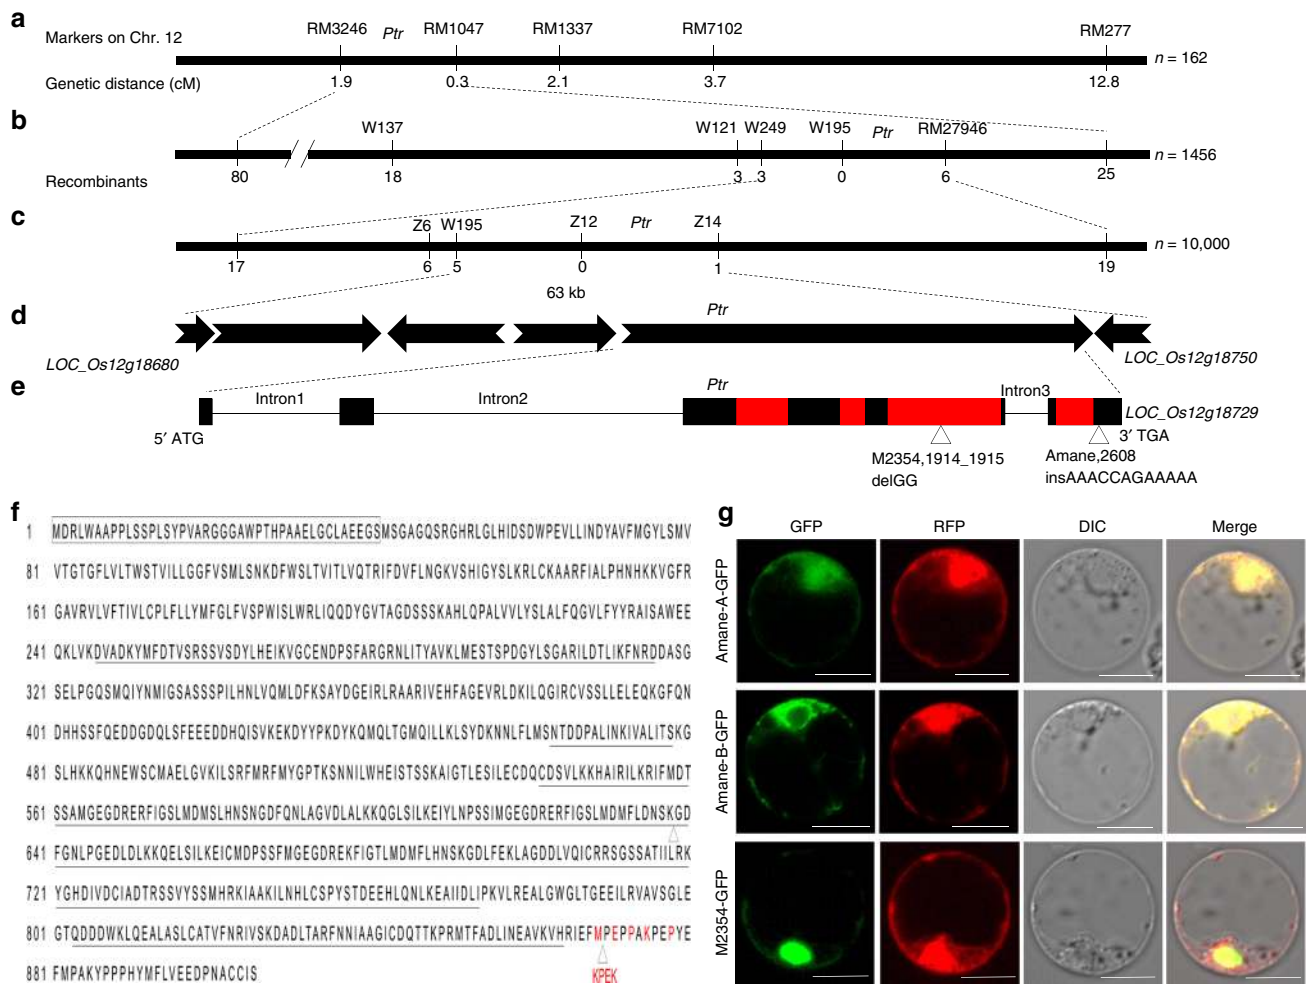 a
Markers on Chr. 12
RM3246 Ptr RM1047 RM1337 RM7102 RM277
n = 162
Genetic distance (cM)
1.9 0.3 2.1 3.7 12.8
b
W137 W121 W249 W195 Ptr RM27946
n = 1456
Recombinants
80 18 3 3 0 6 25
c
Z6 W195 Z12 Ptr Z14
n = 10,000
17 6 5 0 1 19
63 kb
d
Ptr
LOC_Os12g18680
LOC_Os12g18750
e
Intron1 Intron2 Ptr Intron3
LOC_Os12g18729
5′ ATG
3′ TGA
M2354,1914_1915
delGG
Amane,2608
insAAACCAGAAAAA
f
1 MDRLWAAPPLSSPLSYPVARGGGAWPTHPAAELGCLAEEGSMSGAGQSRGHRLGLHIDSDWPEVLLINDYAVFMGYLSMV
81 VTGTGFLVLTWSTVILLGGFVSMLSNKDFWSLTVITLVQTRIFDVFLNGKVSHIGYSLKRLCKAARFIALPHNHKKVGFR
161 GAVRVLVFTIVLCPLFLLYMFGLFVSPWISLWRLIQQDYGVTAGDSSSKAHLQPALVVLYSLALFQGVLFYYRAISAWEE
241 QKLVKDVADKYMFDTVSRSSVSDYLHEIKVGCENDPSFARGRNLITYAVKLMESTSPDGYLSGARILDTLIKFNRDDASG
321 SELPGQSMQIYNMIGSASSSPILHNLVQMLDFKSAYDGEIRLRAARIVEHFAGEVRLDKILQGIRCVSSLLELEQKGFQN
401 DHHSSFQEDDGDQLSFEEEDDHQISVKEKDYYPKDYKQMQLTGMQILLKLSYDKNNLFLMSNTDDPALINKIVALITSKG
481 SLHKKQHNEWSCMAELGVKILSRFMRFMYGPTKSNNILWHEISTSSKAIGTLESILECDQCDSVLKKHAIRILKRIFMDT
561 SSAMGEGDRERFIGSLMDMSLHNSNGDFQNLAGVDLALKKQGLSILKEIYLNPSSIMGEGDRERFIGSLMDMFLDNSKGD
641 FGNLPGEDLDLKKQELSILKEICMDPSSFMGEGDREKFIGTLMDMFLHNSKGDLFEKLAGDDLVQICRRSGSSATIILRK
721 YGHDIVDCIADTRSSVYSSMHRKIAAKILNHLCSPYSTDEEHLQNLKEAIIDLIPKVLREALGWGLTGEEILRVAVSGLE
801 GTQDDDWKLQEALASLCATVFNRIVSKDADLTARFNNIAAGICDQTTKPRMTFADLINEAVKVHRIEFMPEPPAKPEPYE
KPEK
881 FMPAKYPPPHYMFLVEEDPNACCIS
g
GFP RFP DIC Merge
Amane-A-GFP
Amane-B-GFP
M2354-GFP